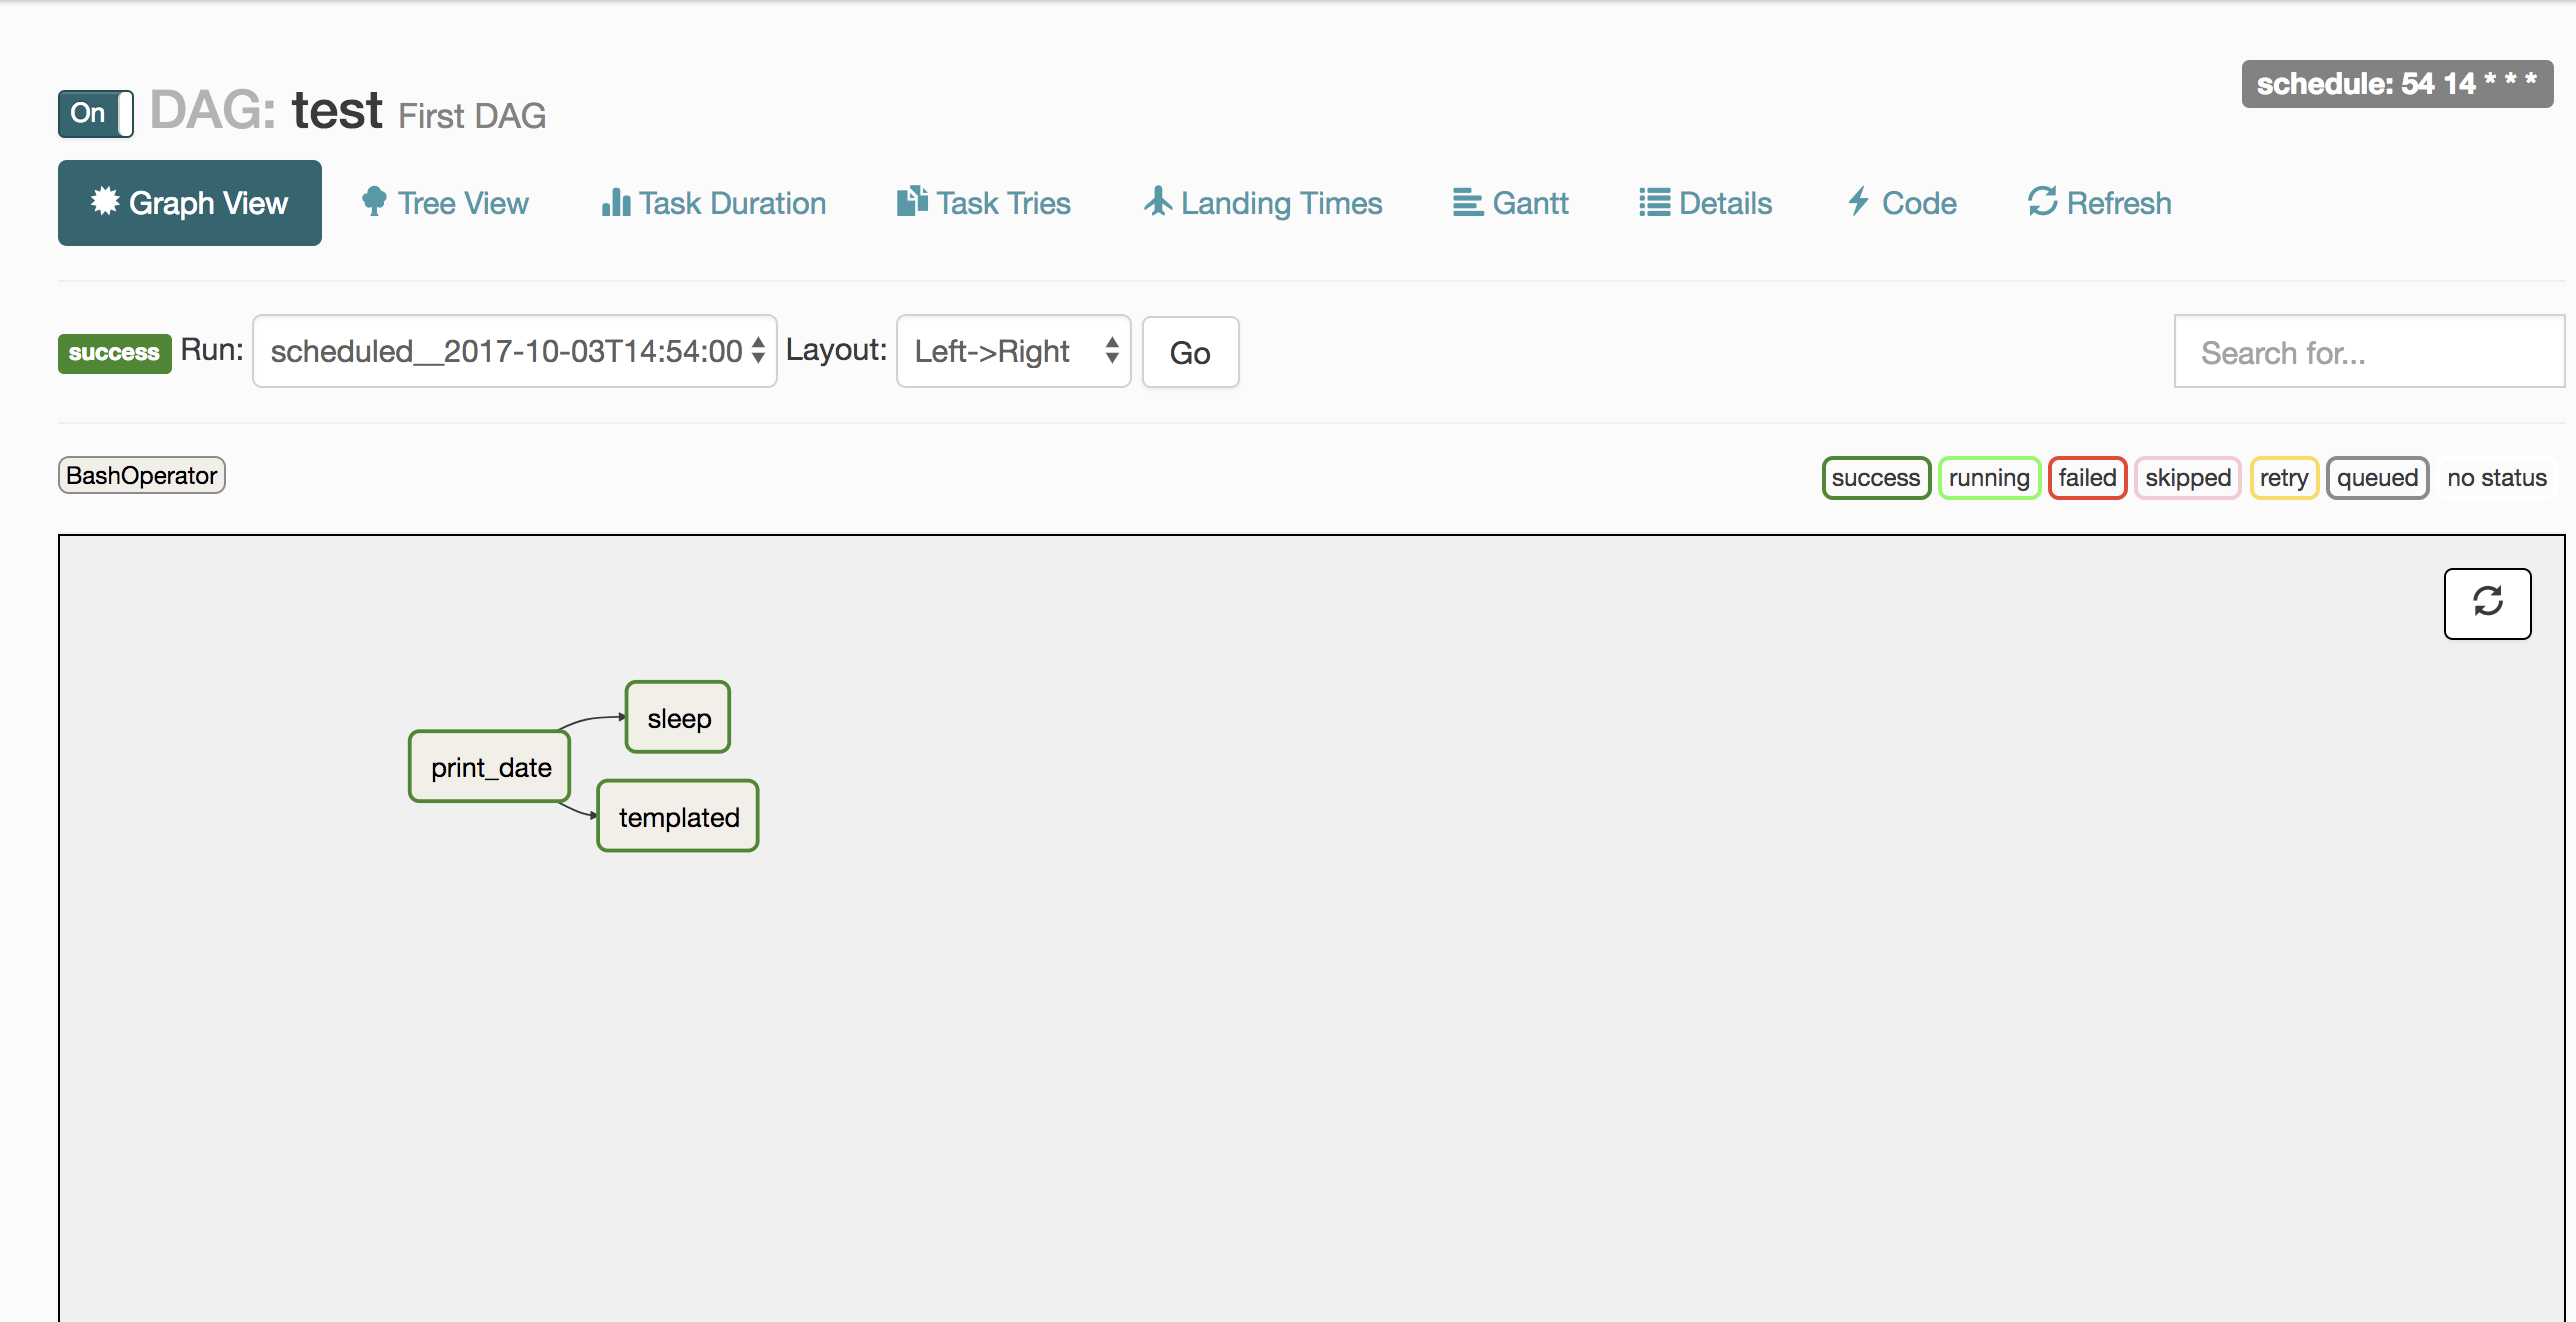 schedule: 54 14 * * *
On DAG: test First DAG
Graph View Tree View Task Duration Task Tries Landing Times Gantt Details Code Refresh
success Run: scheduled__2017-10-03T14:54:00 Layout: Left->Right Go Search for...
BashOperator success running failed skipped retry queued no status
sleep
print_date
templated